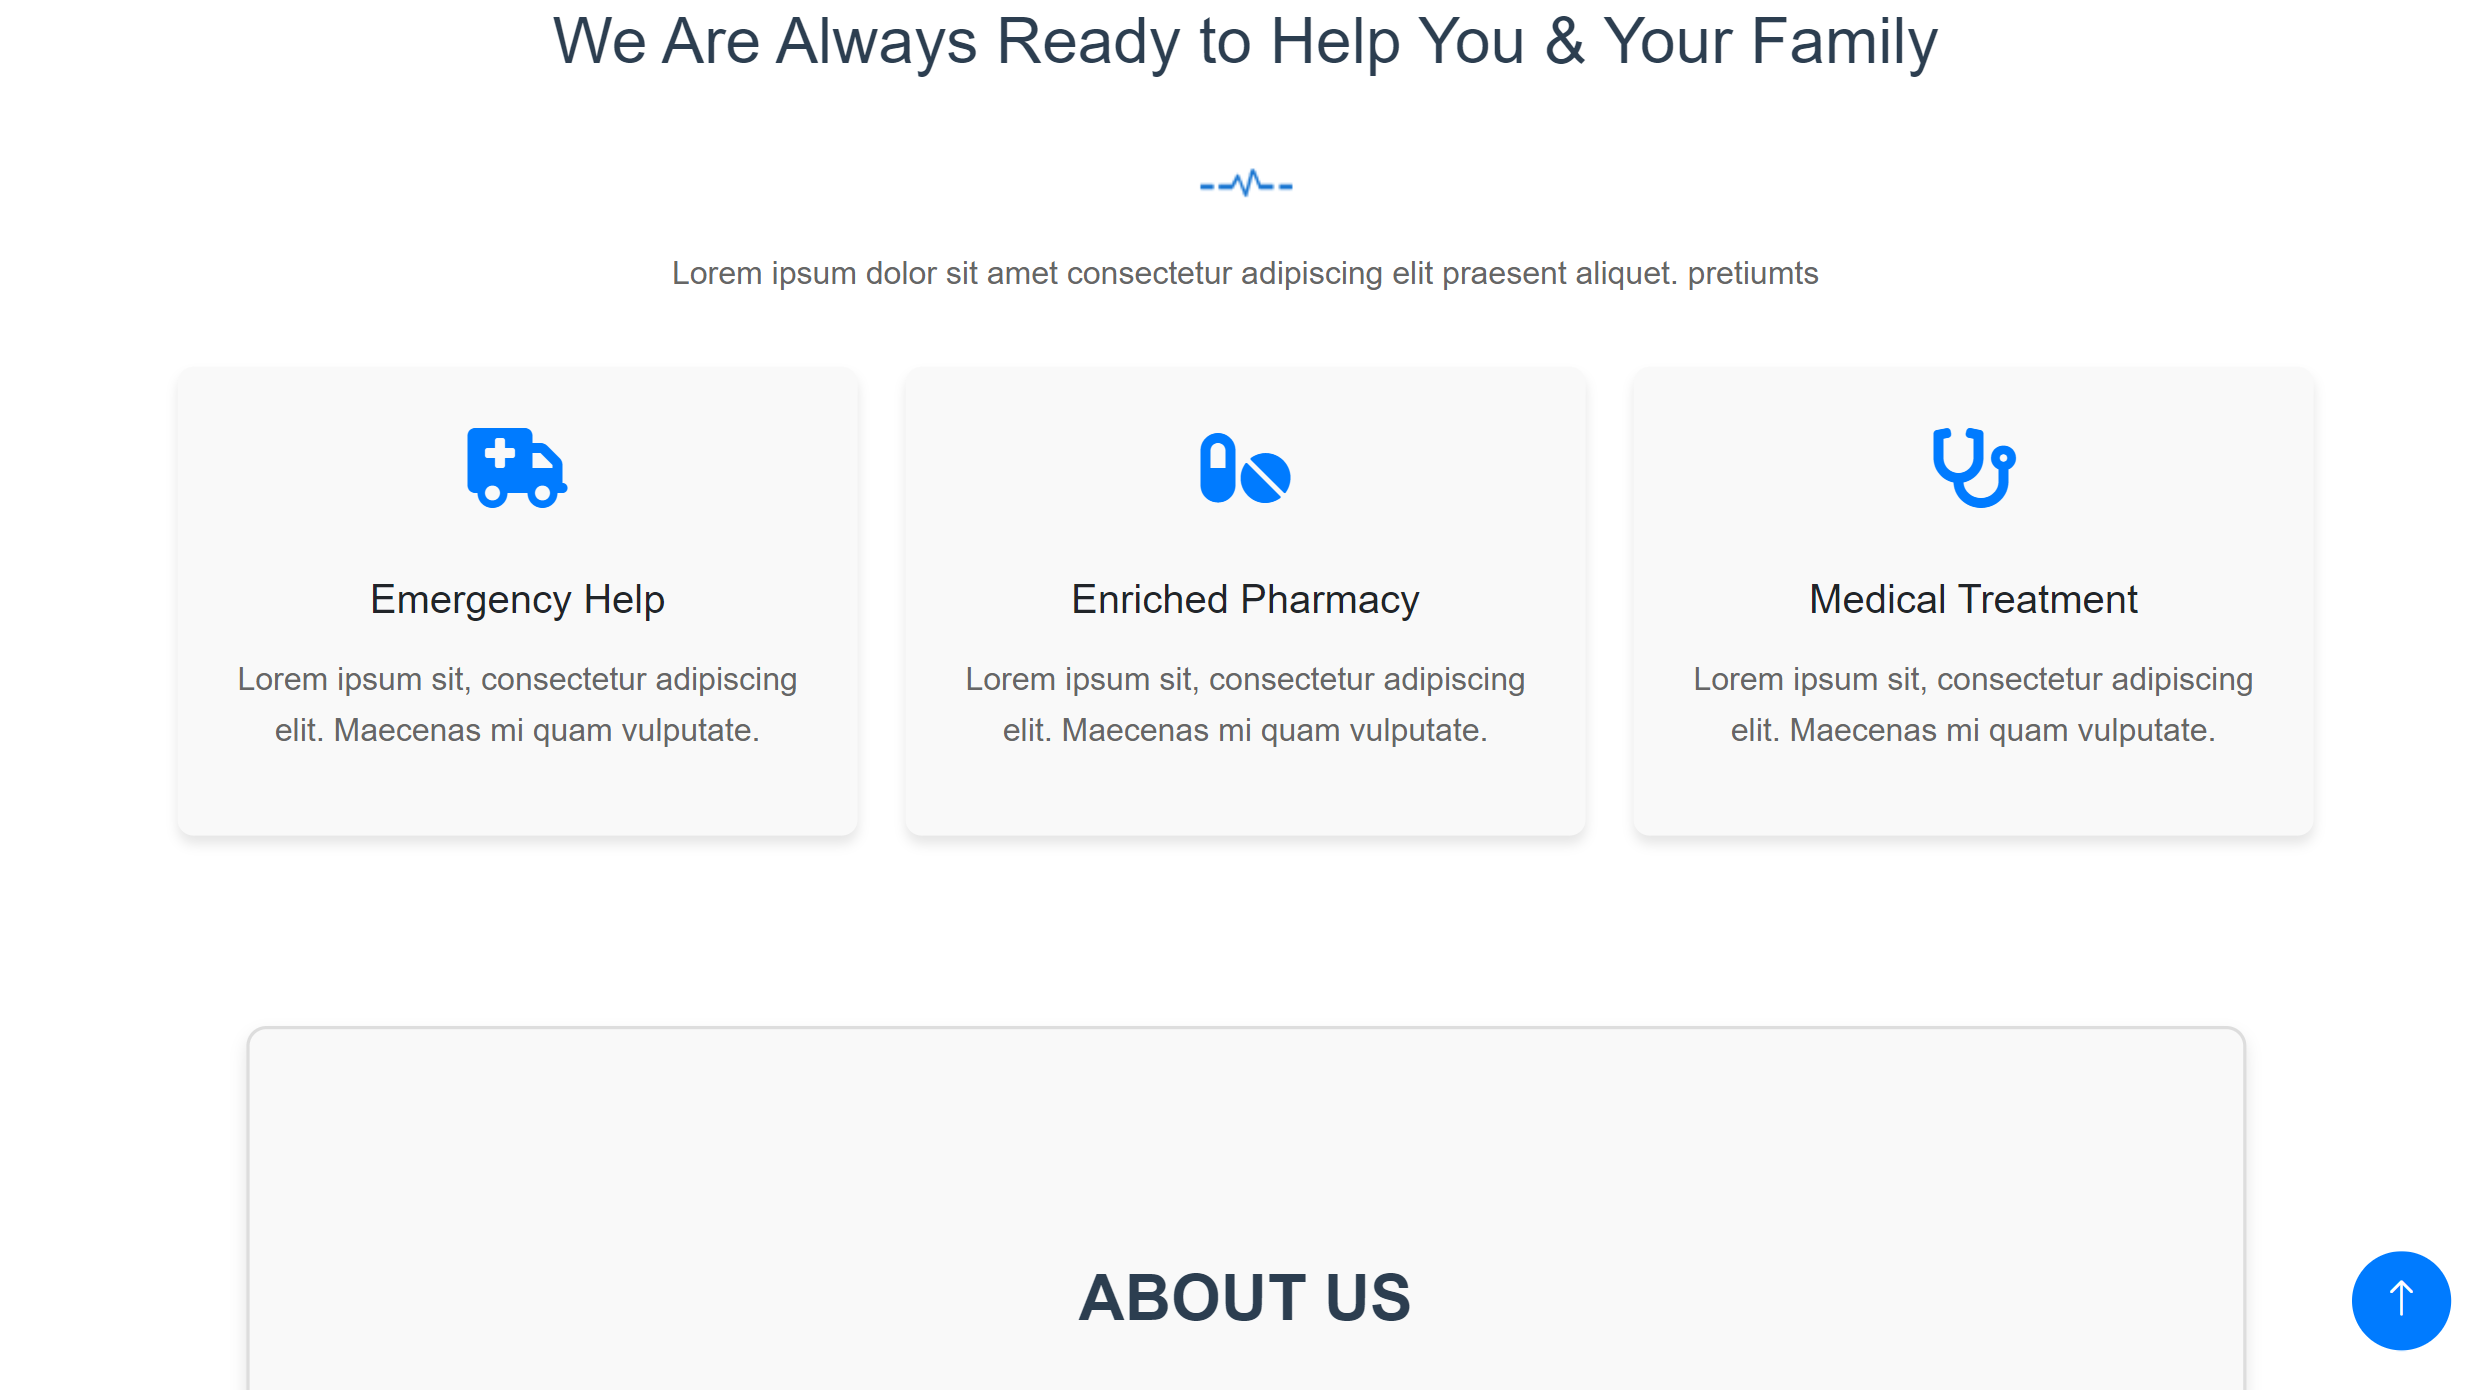 We Are Always Ready to Help You & Your Family
Lorem ipsum dolor sit amet consectetur adipiscing elit praesent aliquet. pretiumts
Emergency Help
Lorem ipsum sit, consectetur adipiscing
elit. Maecenas mi quam vulputate.
Enriched Pharmacy
Lorem ipsum sit, consectetur adipiscing
elit. Maecenas mi quam vulputate.
Medical Treatment
Lorem ipsum sit, consectetur adipiscing
elit. Maecenas mi quam vulputate.
ABOUT US